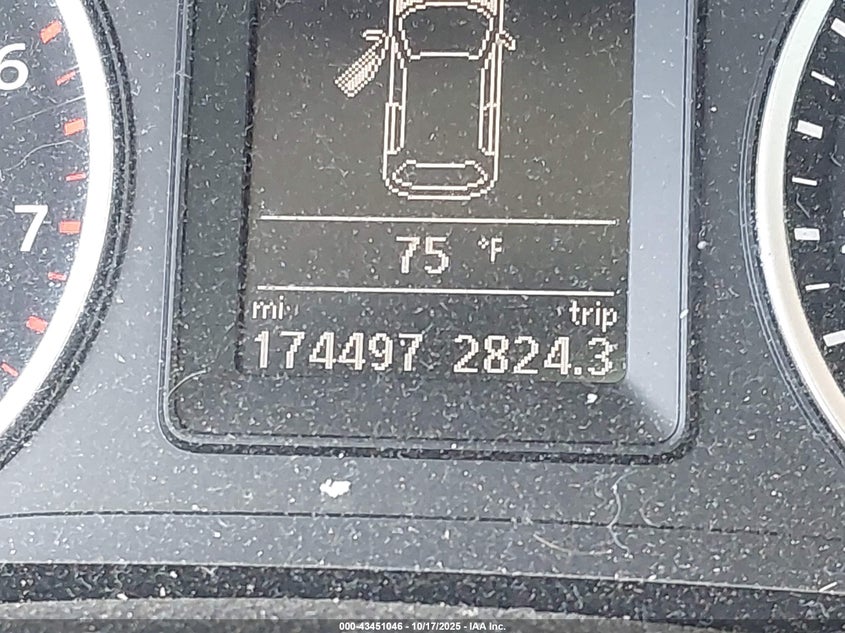 6
7
75 °F
mi trip
174497 2824.3
000-43451046 - 10/17/2025 - IAA Inc.